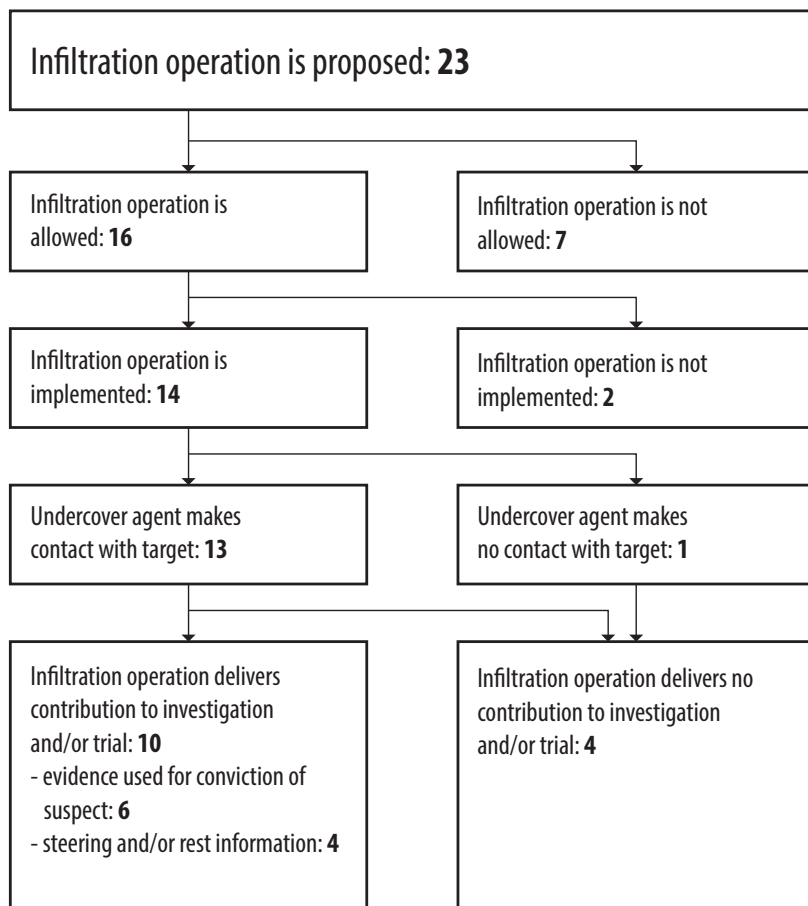 Infiltration operation is proposed: 23
Infiltration operation is
allowed: 16
Infiltration operation is not
allowed: 7
Infiltration operation is
implemented: 14
Infiltration operation is not
implemented: 2
Undercover agent makes
contact with target: 13
Undercover agent makes
no contact with target: 1
Infiltration operation delivers
contribution to investigation
and/or trial: 10
- evidence used for conviction of
suspect: 6
- steering and/or rest information: 4
Infiltration operation delivers no
contribution to investigation
and/or trial: 4